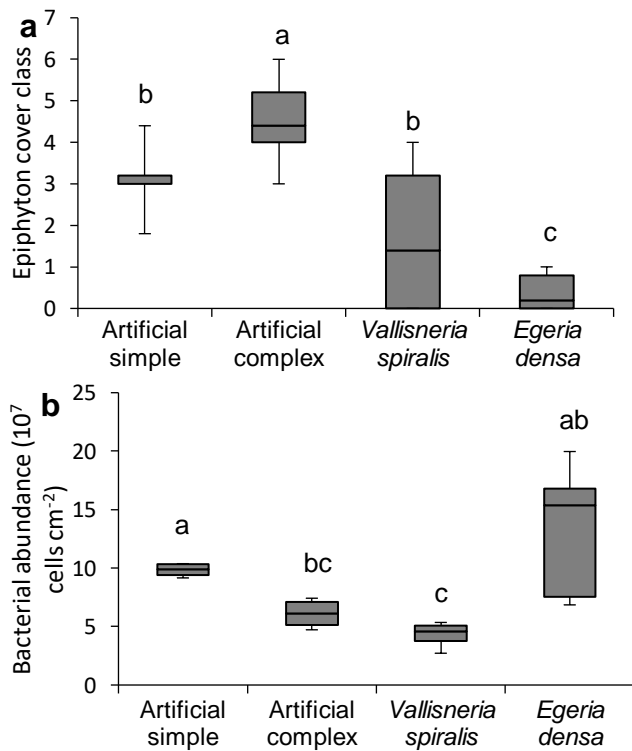 a
Epiphyton cover class
7
6
5
4
3
2
1
0
b
a
b
c
Artificial simple
Artificial complex
Vallisneria spiralis
Egeria densa
b
Bacterial abundance (10⁷ cells cm⁻²)
25
20
15
10
5
0
a
bc
c
ab
Artificial simple
Artificial complex
Vallisneria spiralis
Egeria densa